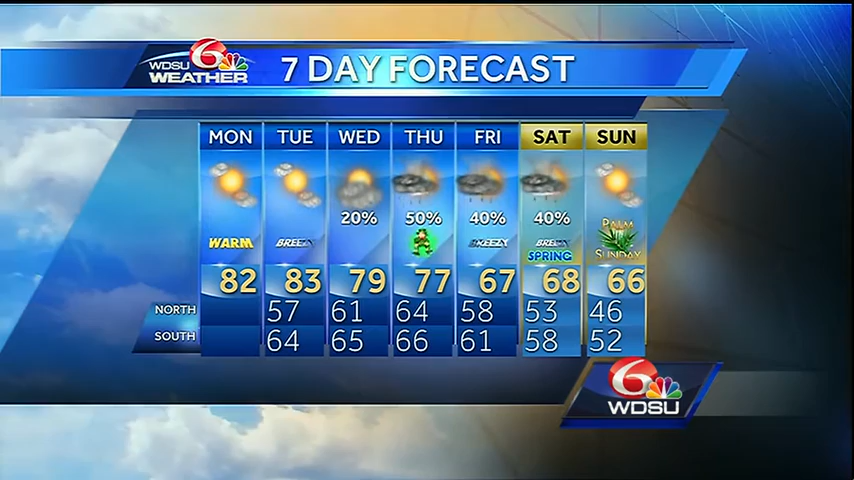 WDSU 6
WEATHER
7 DAY FORECAST
MON TUE WED THU FRI SAT SUN
20% 50% 40% 40%
WARM BREEZY BREEZY BREEZY SPRING PALM SUNDAY
82 83 79 77 67 68 66
NORTH 57 61 64 58 53 46
SOUTH 64 65 66 61 58 52
6
WDSU